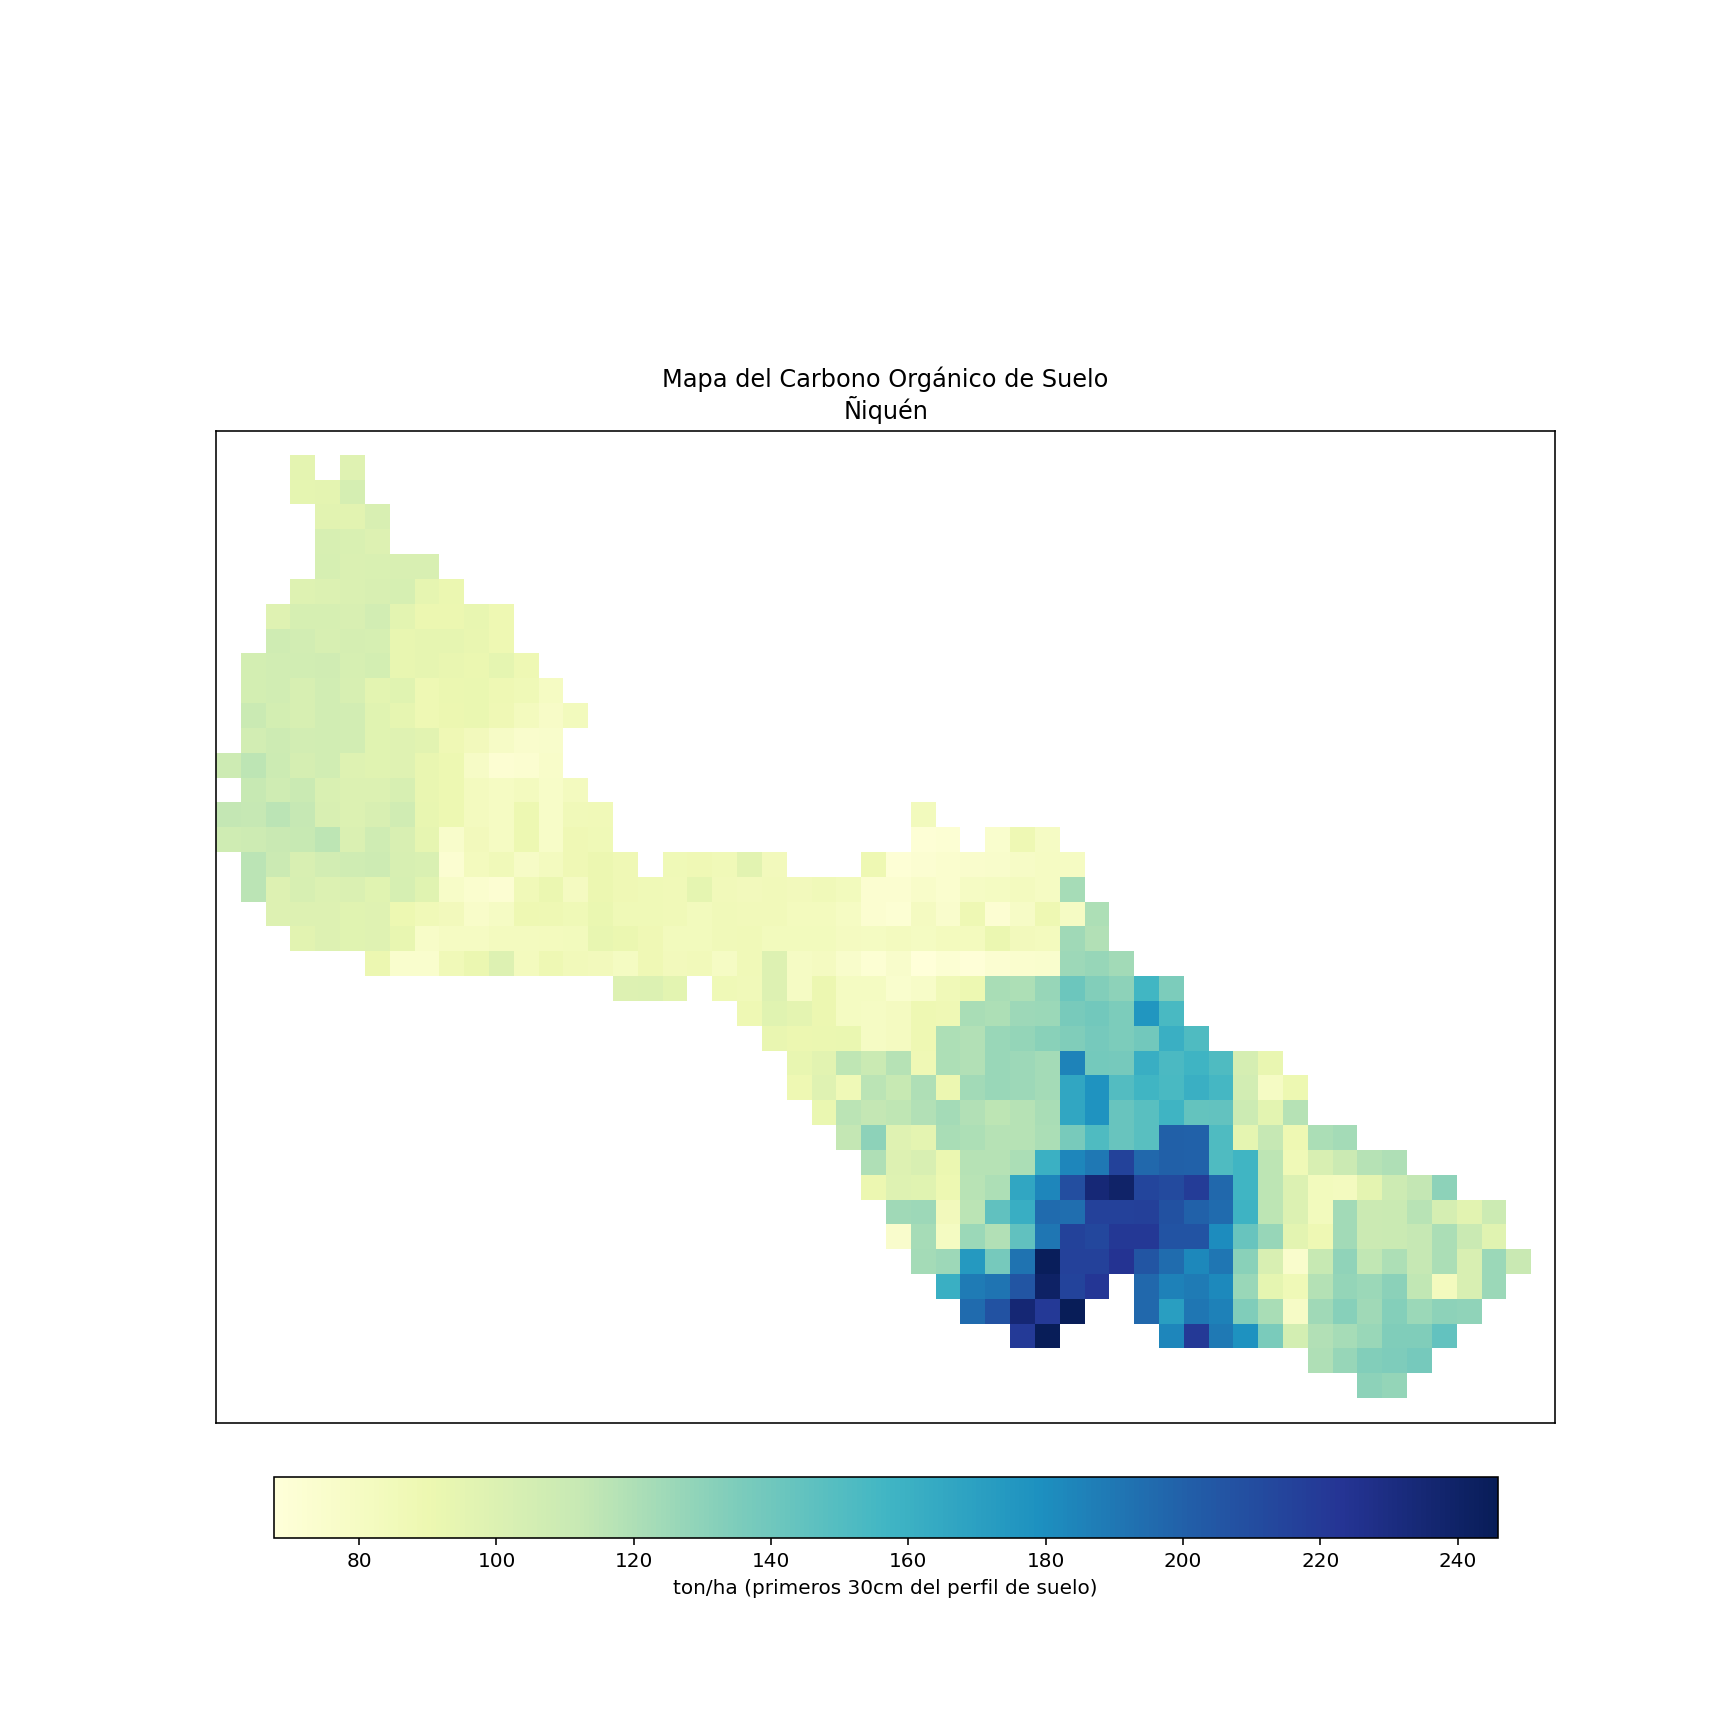 Mapa del Carbono Orgánico de Suelo
Ñiquén
80 100 120 140 160 180 200 220 240
ton/ha (primeros 30cm del perfil de suelo)